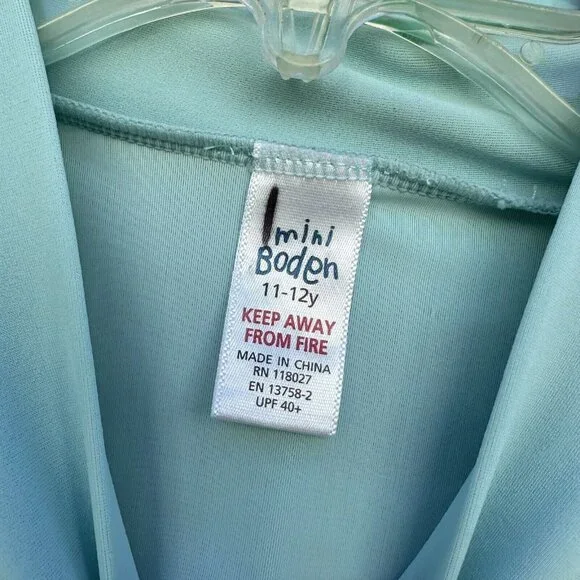 mini
Boden
11-12y
KEEP AWAY
FROM FIRE
MADE IN CHINA
RN 118027
EN 13758-2
UPF 40+